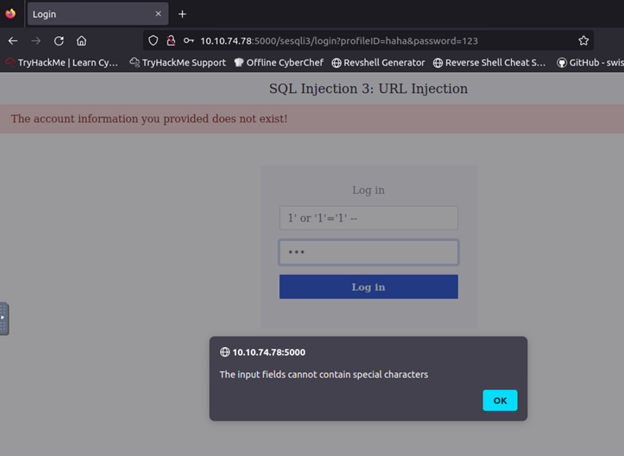 Login
10.10.74.78:5000/sesqli3/login?profileID=haha&password=123
TryHackMe | Learn Cy…
TryHackMe Support
Offline CyberChef
Revshell Generator
Reverse Shell Cheat S…
GitHub - swis
SQL Injection 3: URL Injection
The account information you provided does not exist!
Log in
1' or '1'='1' --
•••
Log in
10.10.74.78:5000
The input fields cannot contain special characters
OK